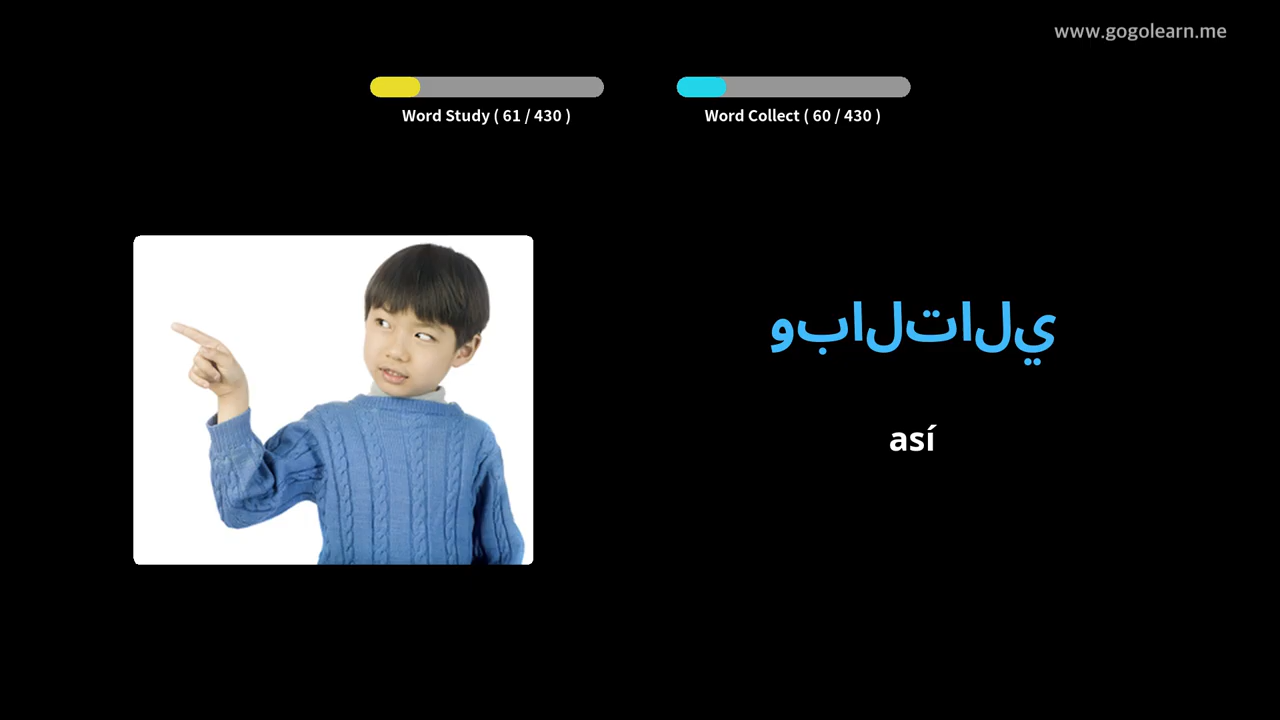 www.gogolearn.me
Word Study ( 61 / 430 )
Word Collect ( 60 / 430 )
وبالتالي
así